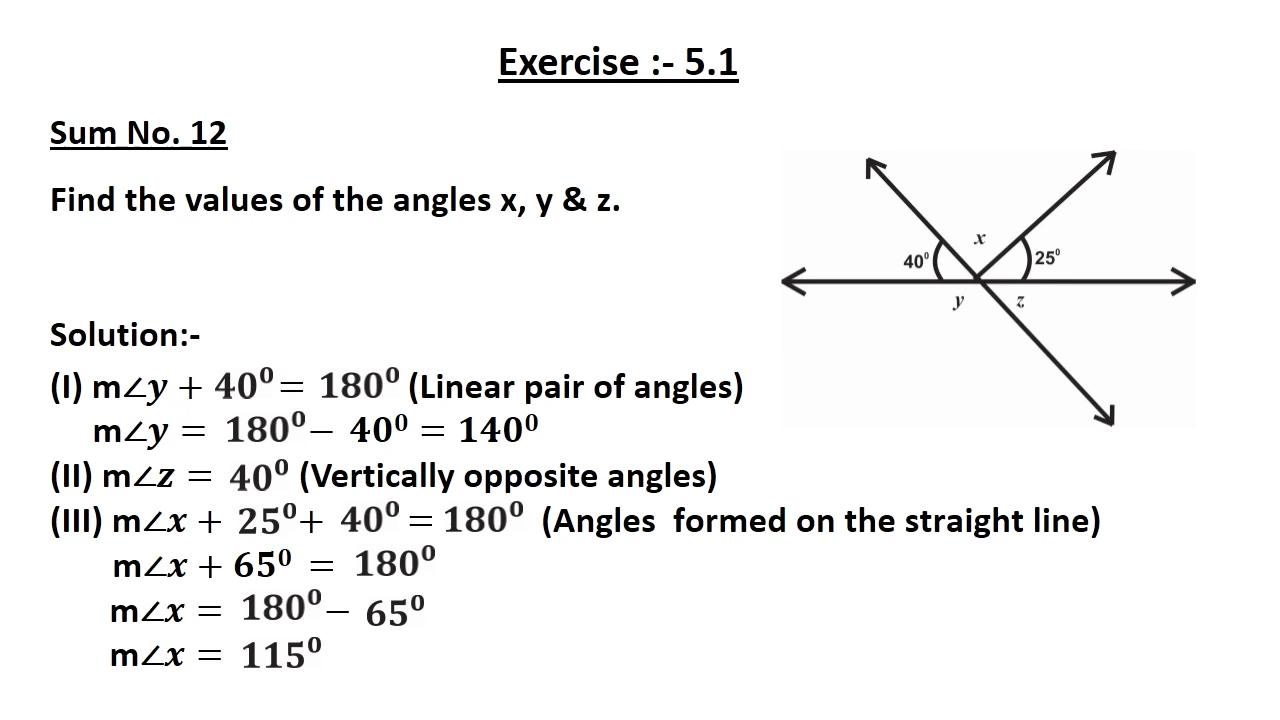 Exercise :- 5.1
Sum No. 12
Find the values of the angles x, y & z.
x
40⁰
25⁰
y
z
Solution:-
(I) m∠y + 40⁰ = 180⁰ (Linear pair of angles)
m∠y = 180⁰ − 40⁰ = 140⁰
(II) m∠z = 40⁰ (Vertically opposite angles)
(III) m∠x + 25⁰ + 40⁰ = 180⁰ (Angles formed on the straight line)
m∠x + 65⁰ = 180⁰
m∠x = 180⁰ − 65⁰
m∠x = 115⁰